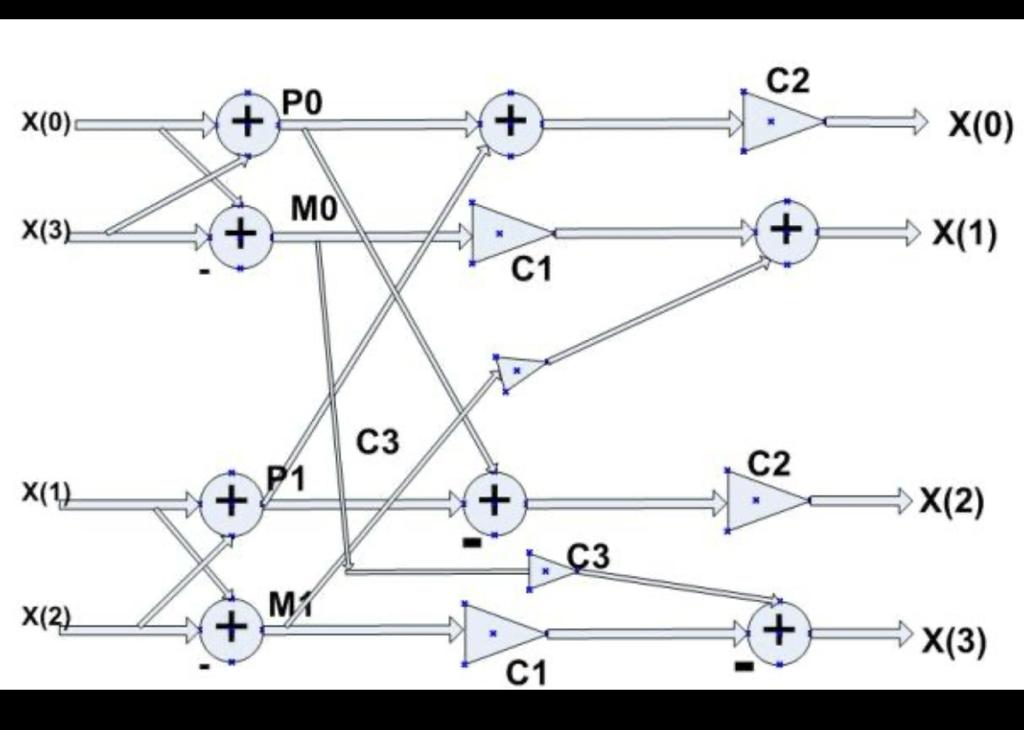 C2
P0
X(0) + + X(0)
M0
X(3) + + X(1)
- C1
C3
P1 C2
X(1) + + X(2)
- C3
M1
X(2) + + X(3)
- C1 -